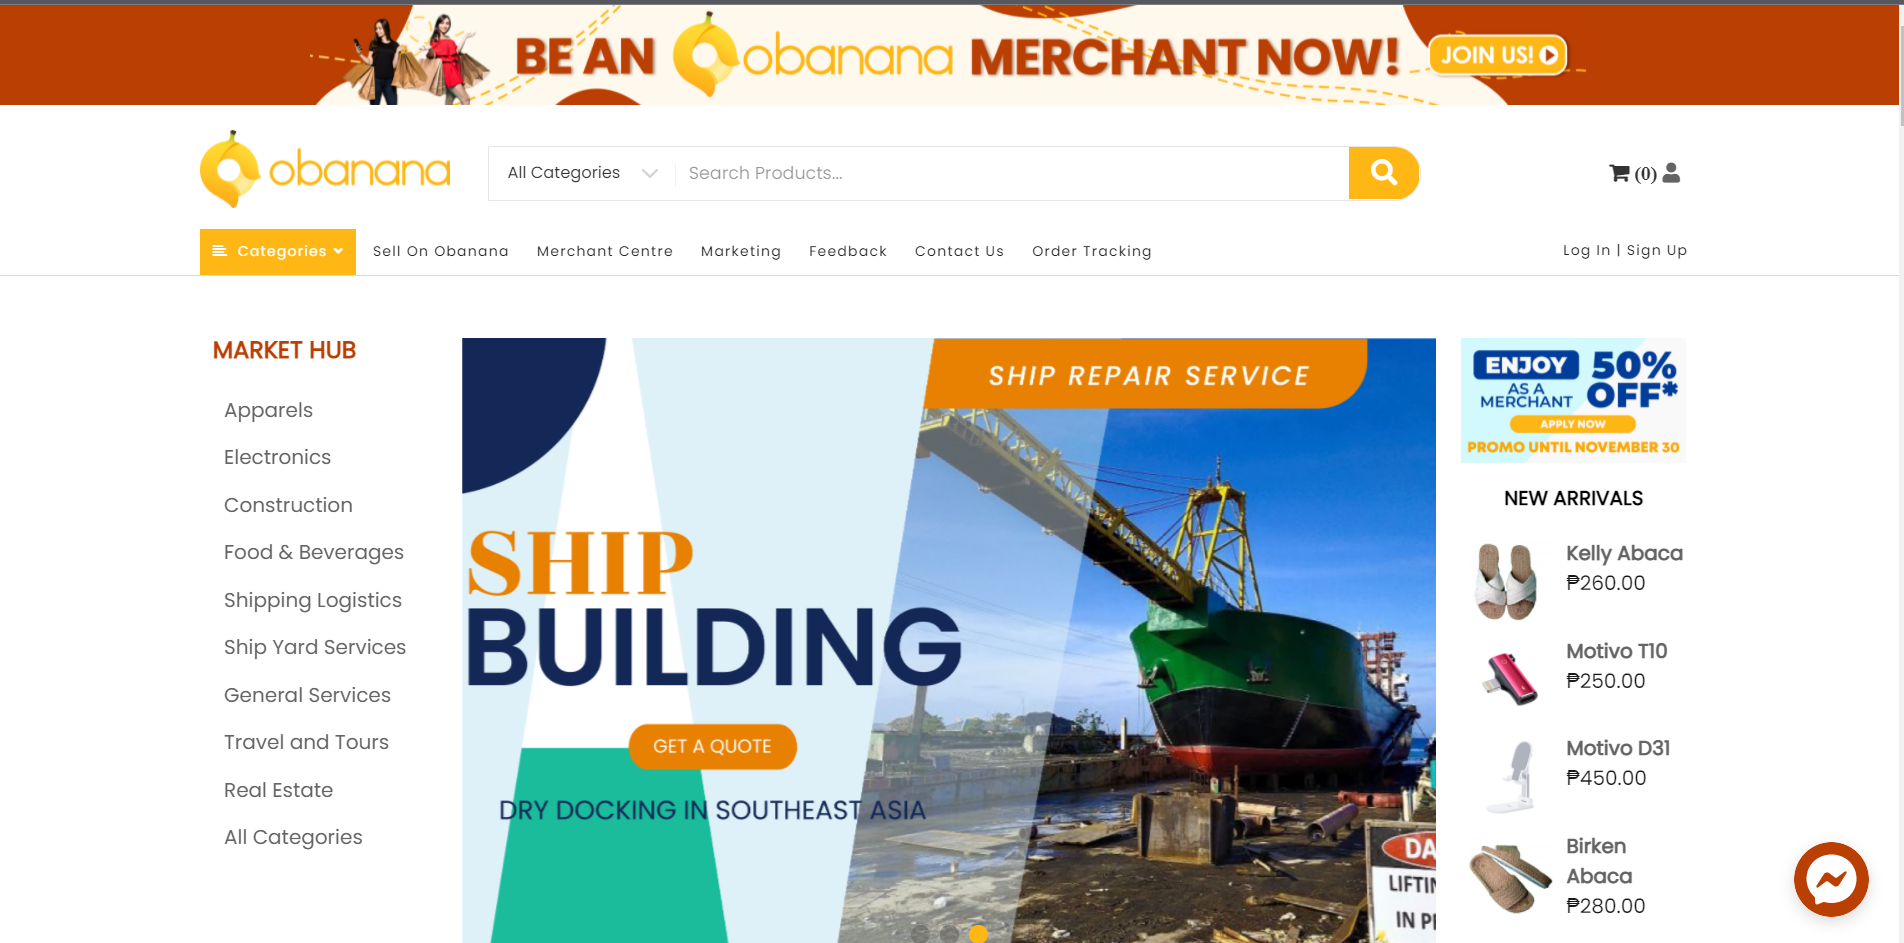 BE AN obanana MERCHANT NOW! JOIN US!
obanana
All Categories
Search Products...
(0)
Categories
Sell On Obanana
Merchant Centre
Marketing
Feedback
Contact Us
Order Tracking
Log In | Sign Up
MARKET HUB
Apparels
Electronics
Construction
Food & Beverages
Shipping Logistics
Ship Yard Services
General Services
Travel and Tours
Real Estate
All Categories
SHIP REPAIR SERVICE
SHIP
BUILDING
GET A QUOTE
DRY DOCKING IN SOUTHEAST ASIA
DA
LIFTIN
IN P
ENJOY 50%
AS A OFF*
MERCHANT
APPLY NOW
PROMO UNTIL NOVEMBER 30
NEW ARRIVALS
Kelly Abaca
₱260.00
Motivo T10
₱250.00
Motivo D31
₱450.00
Birken
Abaca
₱280.00